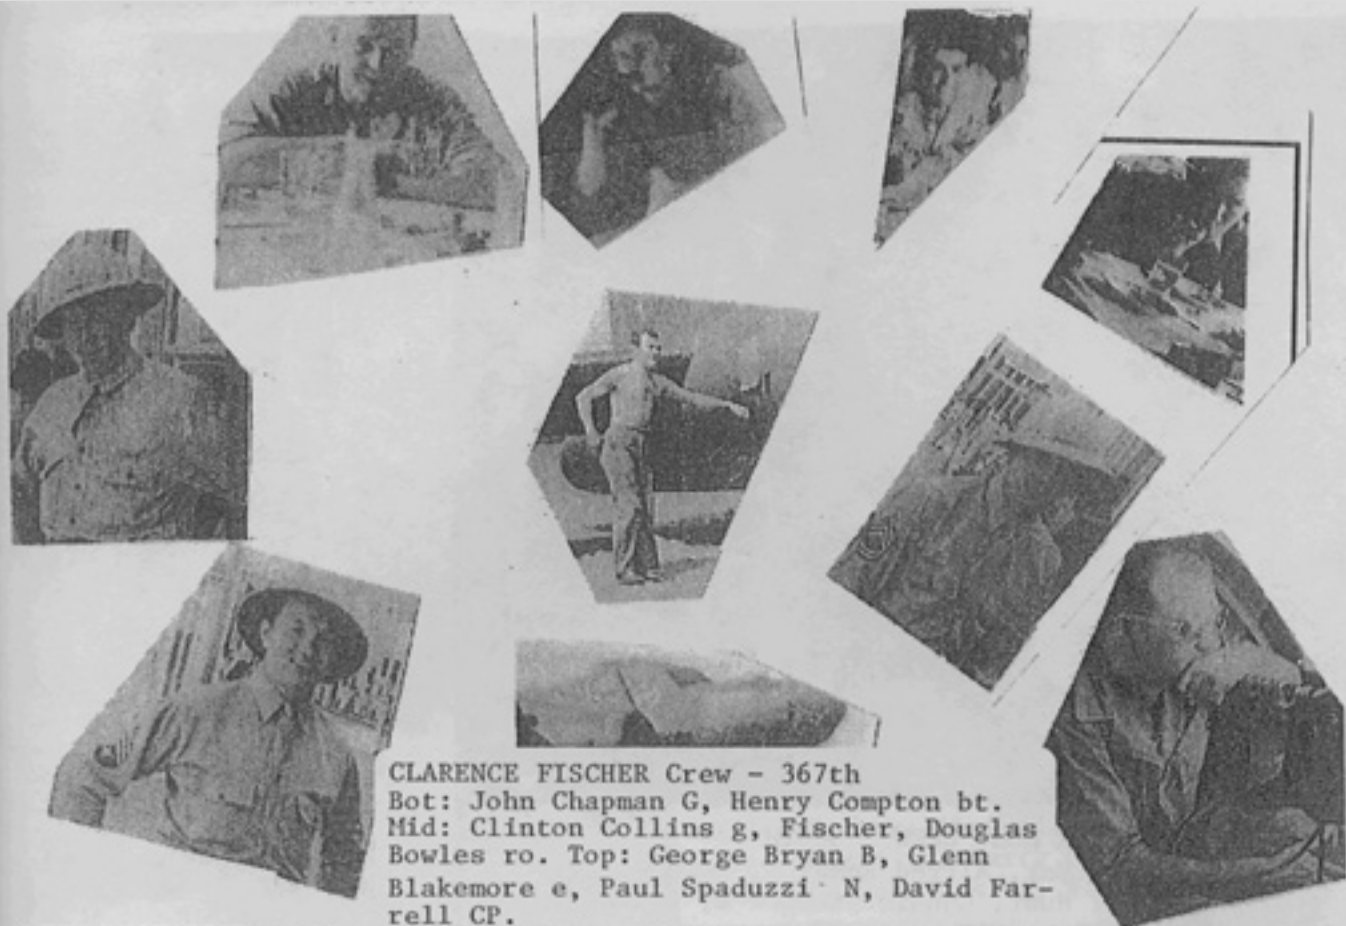 CLARENCE FISCHER Crew - 367th
Bot: John Chapman G, Henry Compton bt.
Mid: Clinton Collins g, Fischer, Douglas
Bowles ro. Top: George Bryan B, Glenn
Blakemore e, Paul Spaduzzi N, David Far-
rell CP.